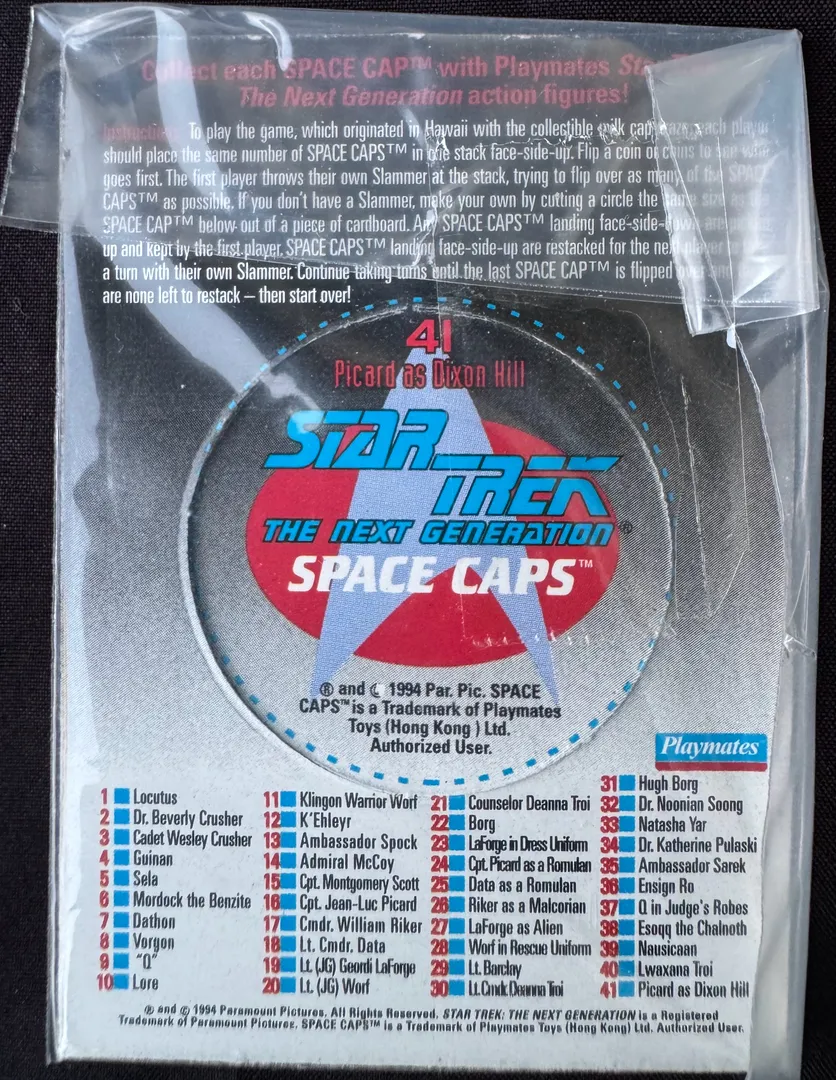 Collect each SPACE CAP™ with Playmates Star
The Next Generation action figures!
Instructions: To play the game, which originated in Hawaii with the collectible milk cap craze, each player
should place the same number of SPACE CAPS™ in one stack face-side-up. Flip a coin or coins to see who
goes first. The first player throws their own Slammer at the stack, trying to flip over as many of the SPACE
CAPS™ as possible. If you don't have a Slammer, make your own by cutting a circle the same size as the
SPACE CAP™ below out of a piece of cardboard. Any SPACE CAPS™ landing face-side-down are
up and kept by the first player. SPACE CAPS™ landing face-side-up are restacked for the next player to
a turn with their own Slammer. Continue taking turns until the last SPACE CAP™ is flipped over and
are none left to restack – then start over!
41
Picard as Dixon Hill
STAR
TREK
THE NEXT GENERATION®
SPACE CAPS™
® and © 1994 Par. Pic. SPACE
CAPS™ is a Trademark of Playmates
Toys (Hong Kong ) Ltd.
Authorized User.
Playmates
1 Locutus
2 Dr. Beverly Crusher
3 Cadet Wesley Crusher
4 Guinan
5 Sela
6 Mordock the Benzite
7 Dathon
8 Vorgon
9 "Q"
10 Lore
11 Klingon Warrior Worf
12 K'Ehleyr
13 Ambassador Spock
14 Admiral McCoy
15 Cpt. Montgomery Scott
16 Cpt. Jean-Luc Picard
17 Cmdr. William Riker
18 Lt. Cmdr. Data
19 Lt. (JG) Geordi LaForge
20 Lt. (JG) Worf
21 Counselor Deanna Troi
22 Borg
23 LaForge in Dress Uniform
24 Cpt. Picard as a Romulan
25 Data as a Romulan
26 Riker as a Malcorian
27 LaForge as Alien
28 Worf in Rescue Uniform
29 Lt. Barclay
30 Lt. Cmdr. Deanna Troi
31 Hugh Borg
32 Dr. Noonian Soong
33 Natasha Yar
34 Dr. Katherine Pulaski
35 Ambassador Sarek
36 Ensign Ro
37 Q in Judge's Robes
38 Esoqq the Chalnoth
39 Nausicaan
40 Lwaxana Troi
41 Picard as Dixon Hill
® and © 1994 Paramount Pictures. All Rights Reserved. STAR TREK: THE NEXT GENERATION is a Registered
Trademark of Paramount Pictures. SPACE CAPS™ is a Trademark of Playmates Toys (Hong Kong) Ltd. Authorized User.